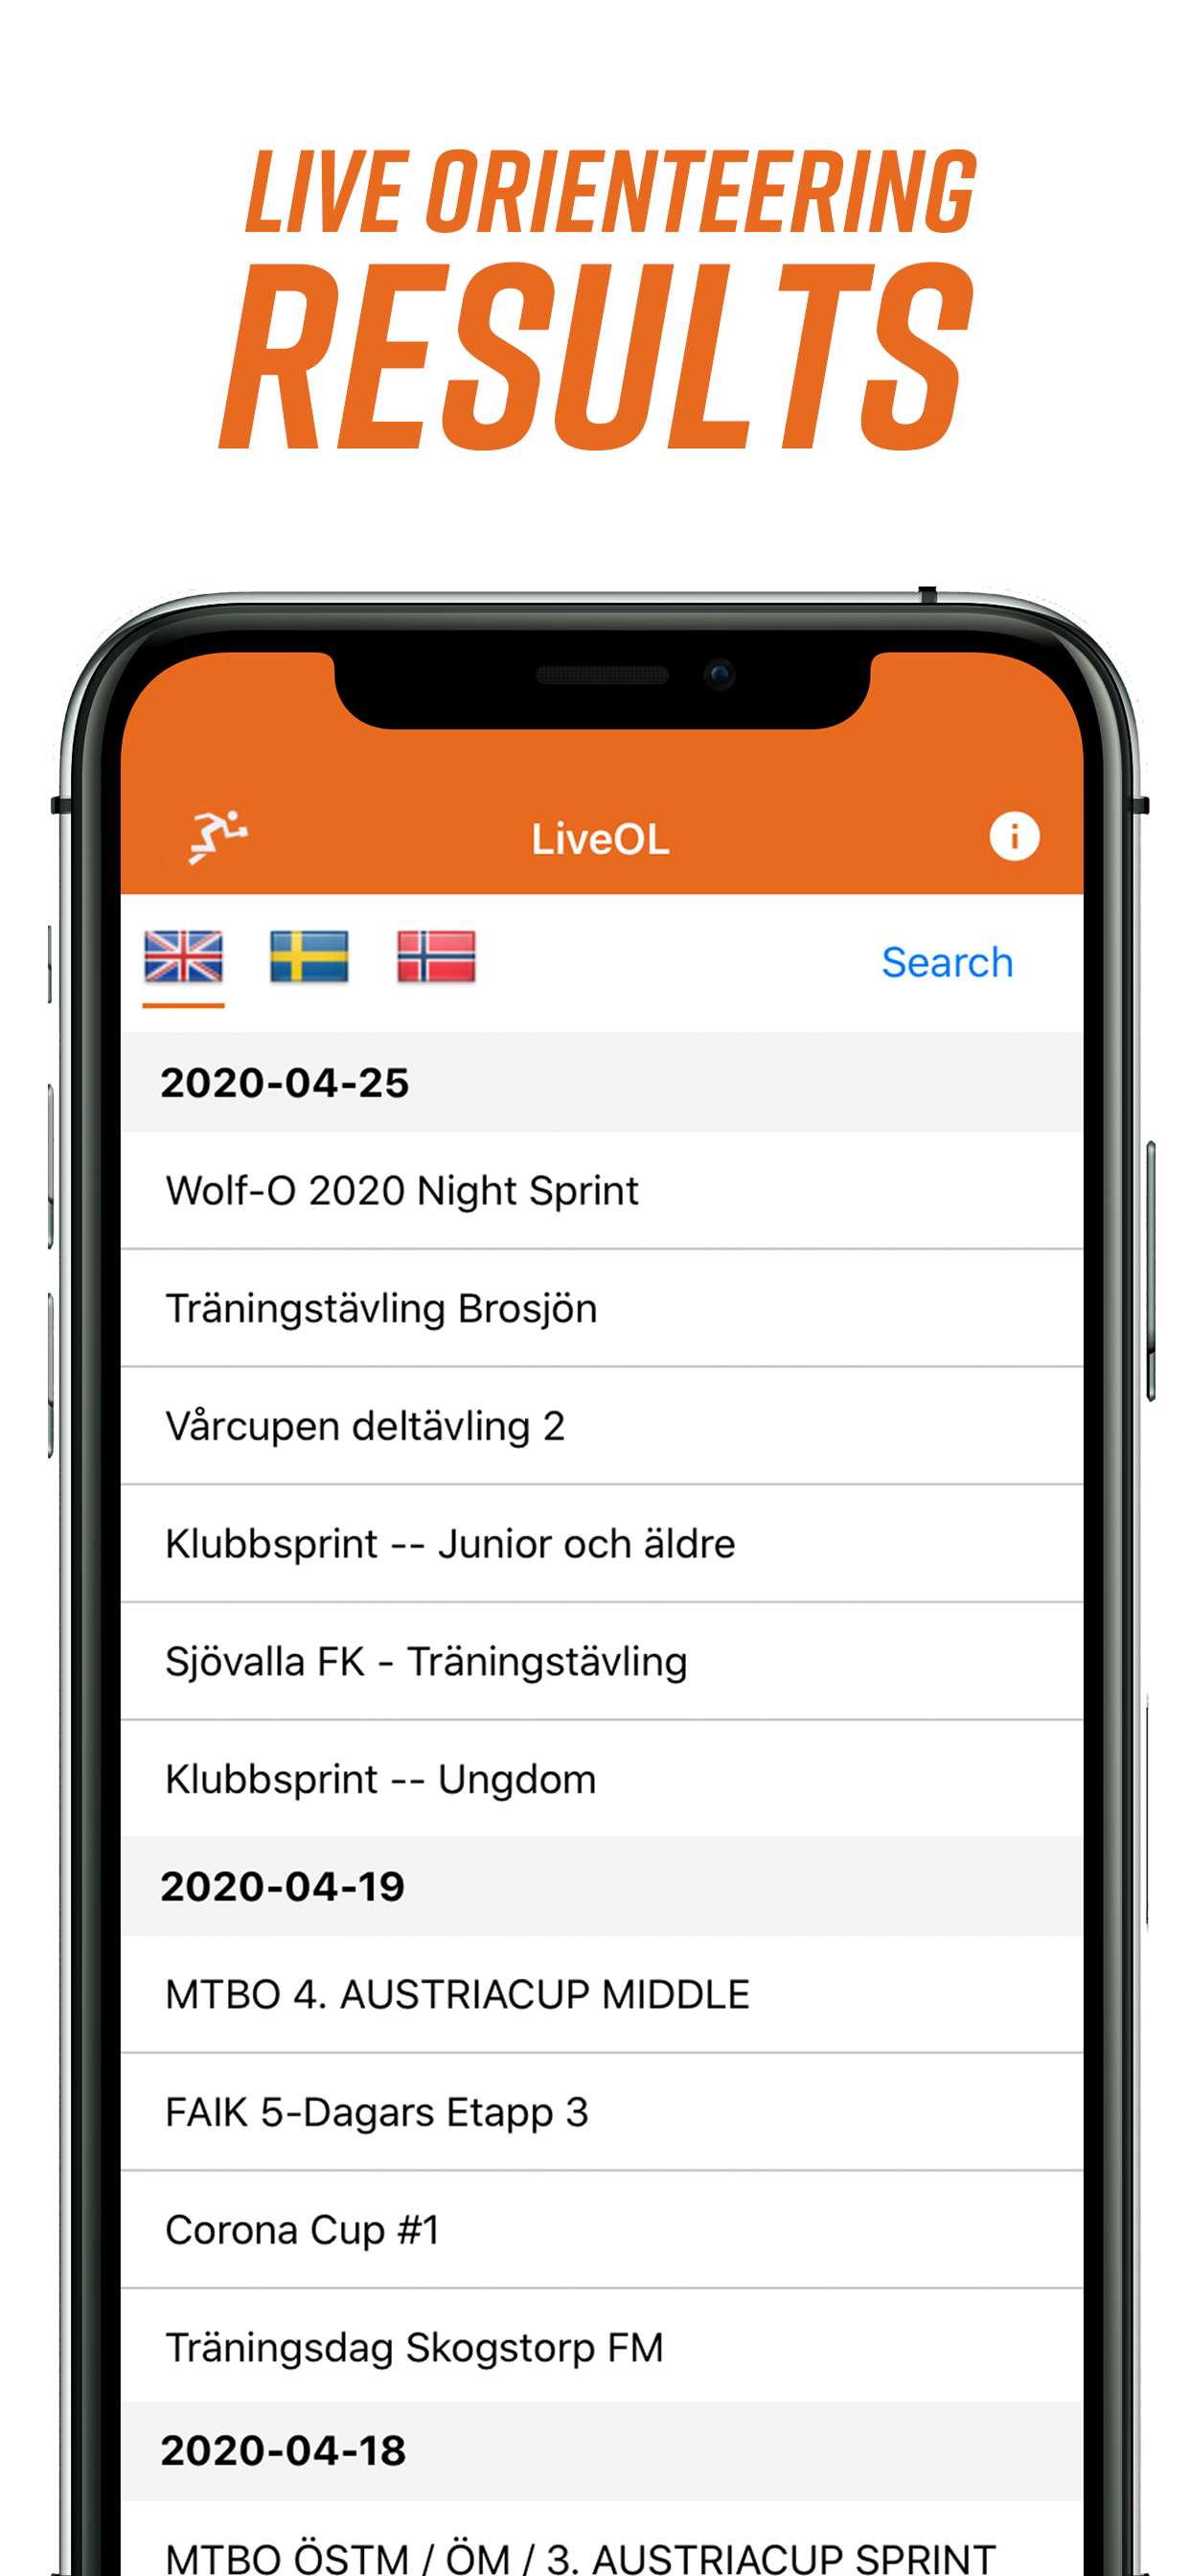 LIVE ORIENTEERING
RESULTS
LiveOL
Search
2020-04-25
Wolf-O 2020 Night Sprint
Träningstävling Brosjön
Vårcupen deltävling 2
Klubbsprint -- Junior och äldre
Sjövalla FK - Träningstävling
Klubbsprint -- Ungdom
2020-04-19
MTBO 4. AUSTRIACUP MIDDLE
FAIK 5-Dagars Etapp 3
Corona Cup #1
Träningsdag Skogstorp FM
2020-04-18
MTBO ÖSTM / ÖM / 3. AUSTRIACUP SPRINT